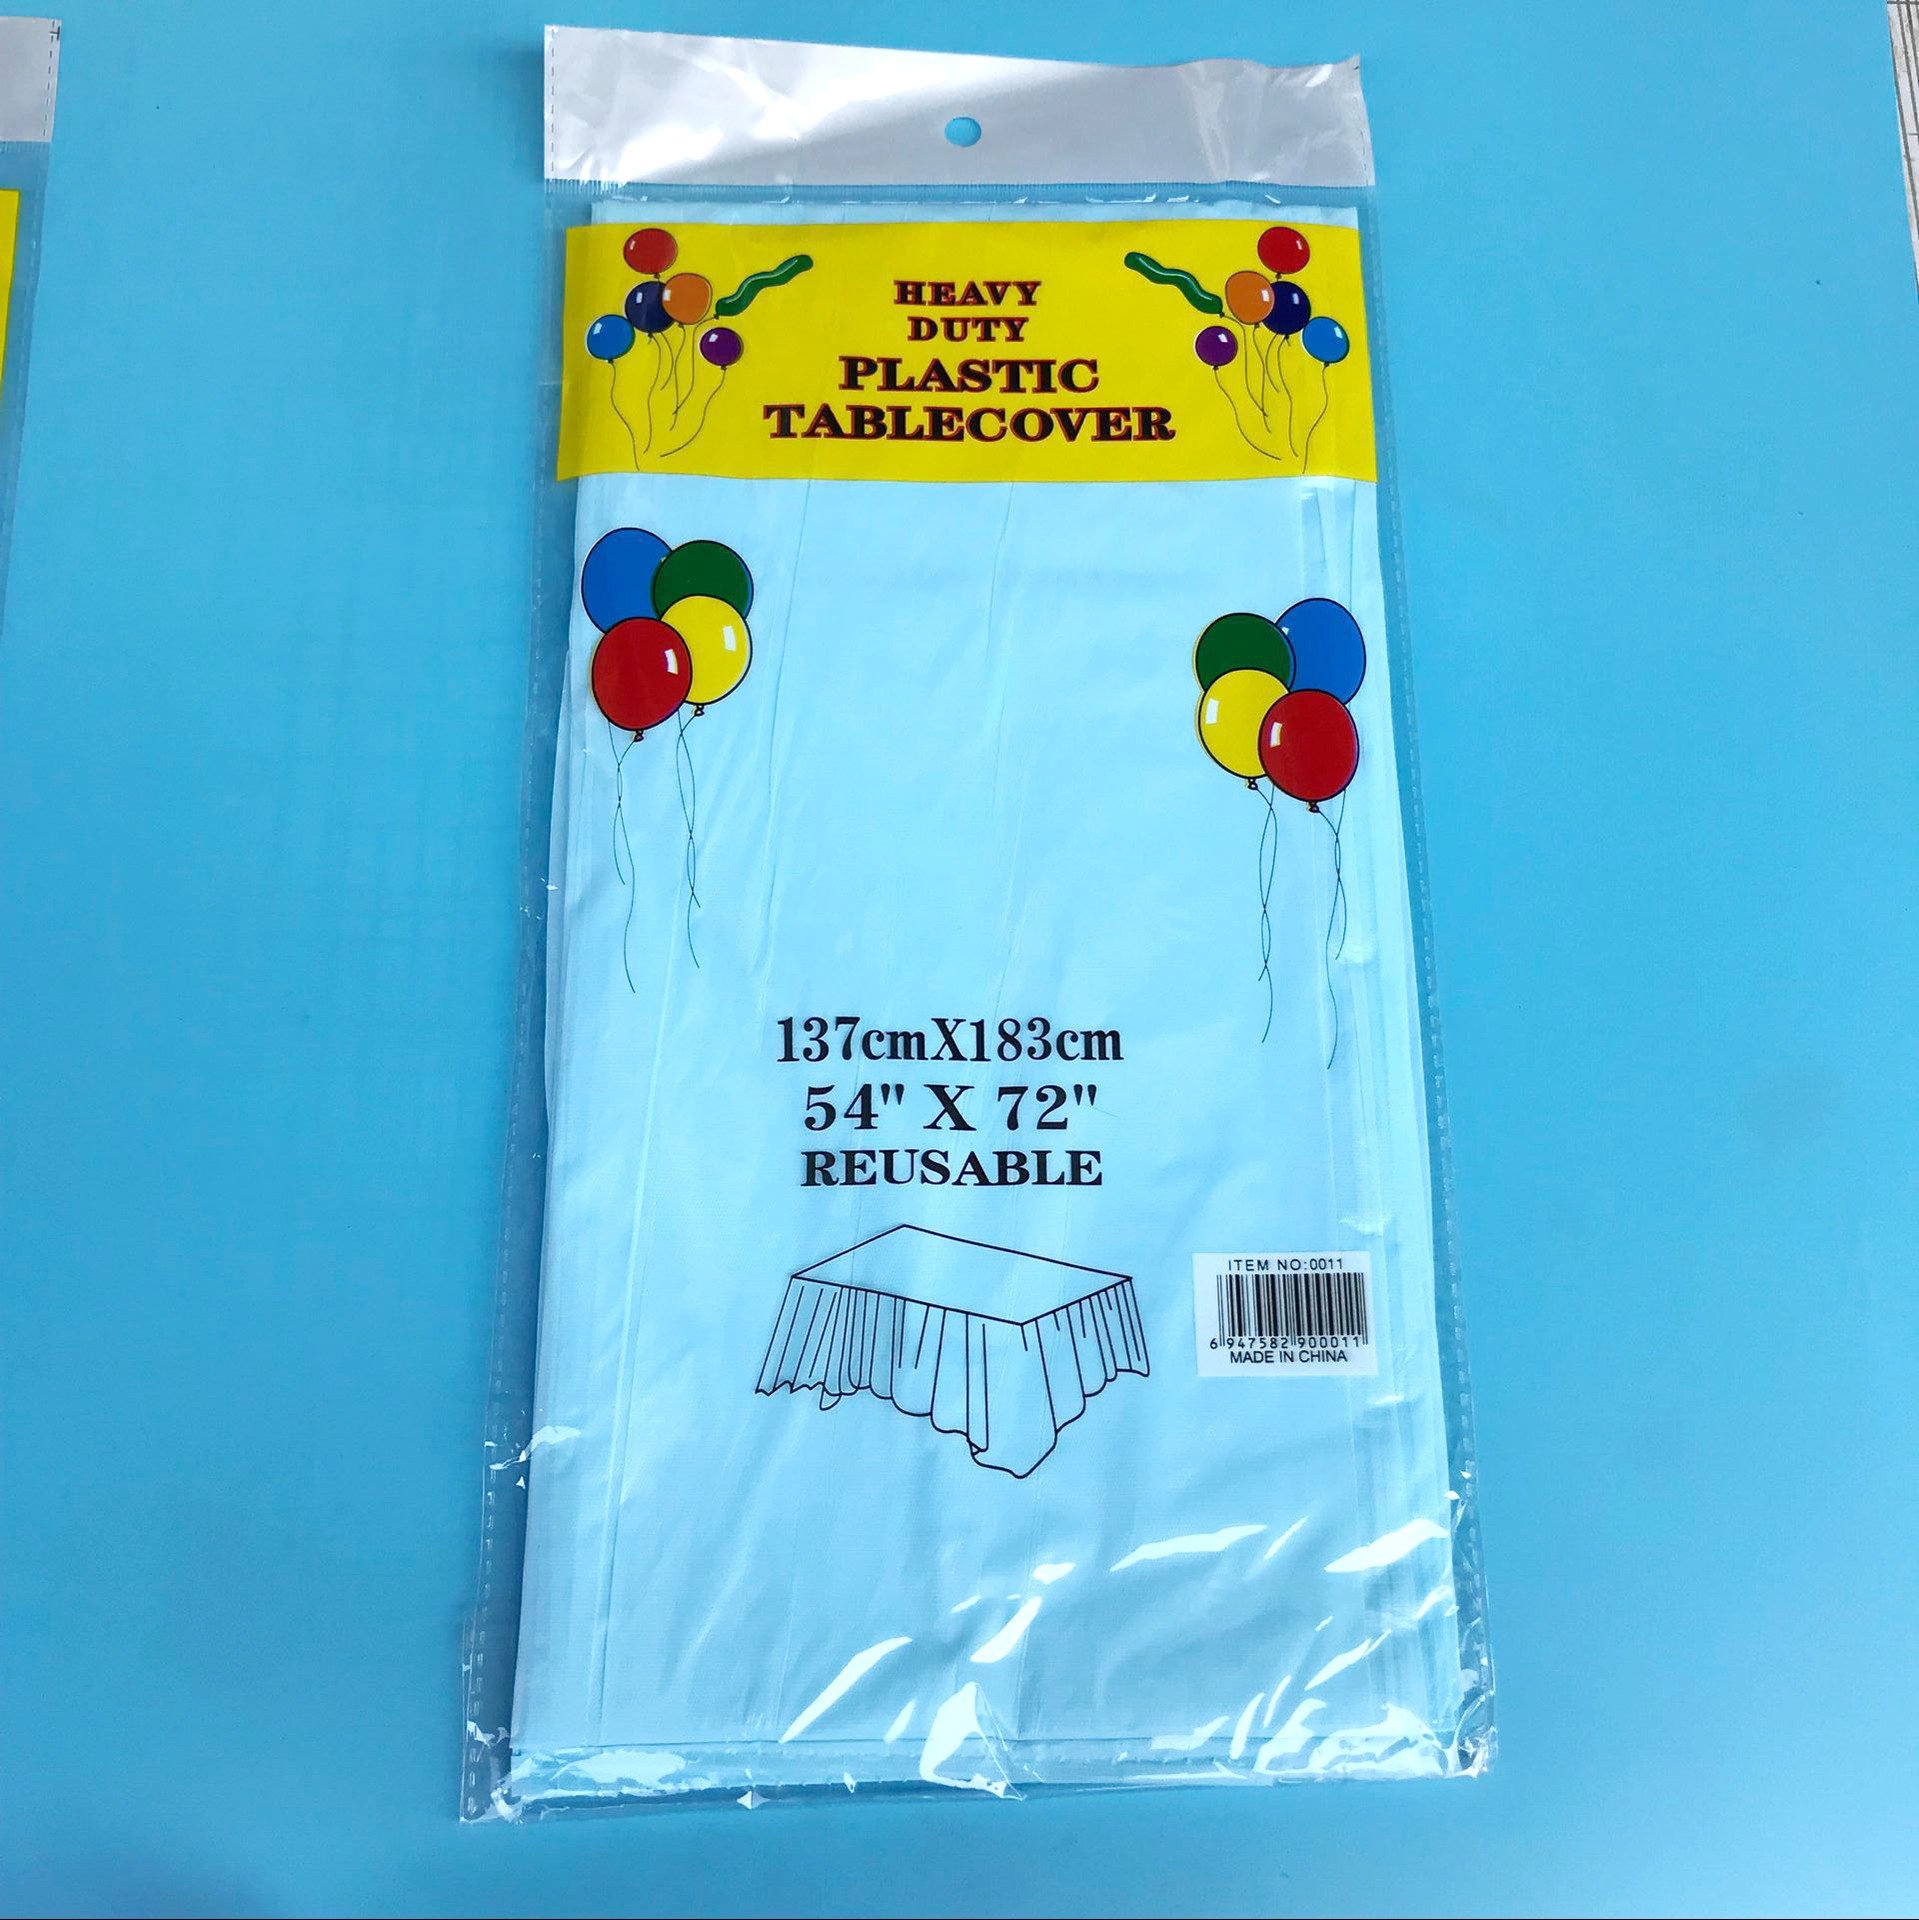 HEAVY
DUTY
PLASTIC
TABLECOVER
137cmX183cm
54" X 72"
REUSABLE
ITEM NO:0011
6 947582 900011
MADE IN CHINA